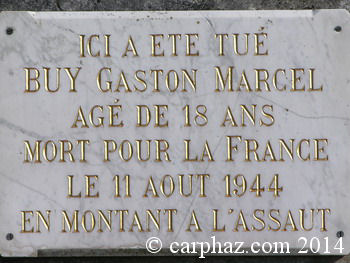 ICI A ETE TUÉ
BUY GASTON MARCEL
AGÉ DE 18 ANS
MORT POUR LA FRANCE
LE 11 AOUT 1944
EN MONTANT A L'ASSAUT
© carphaz.com 2014